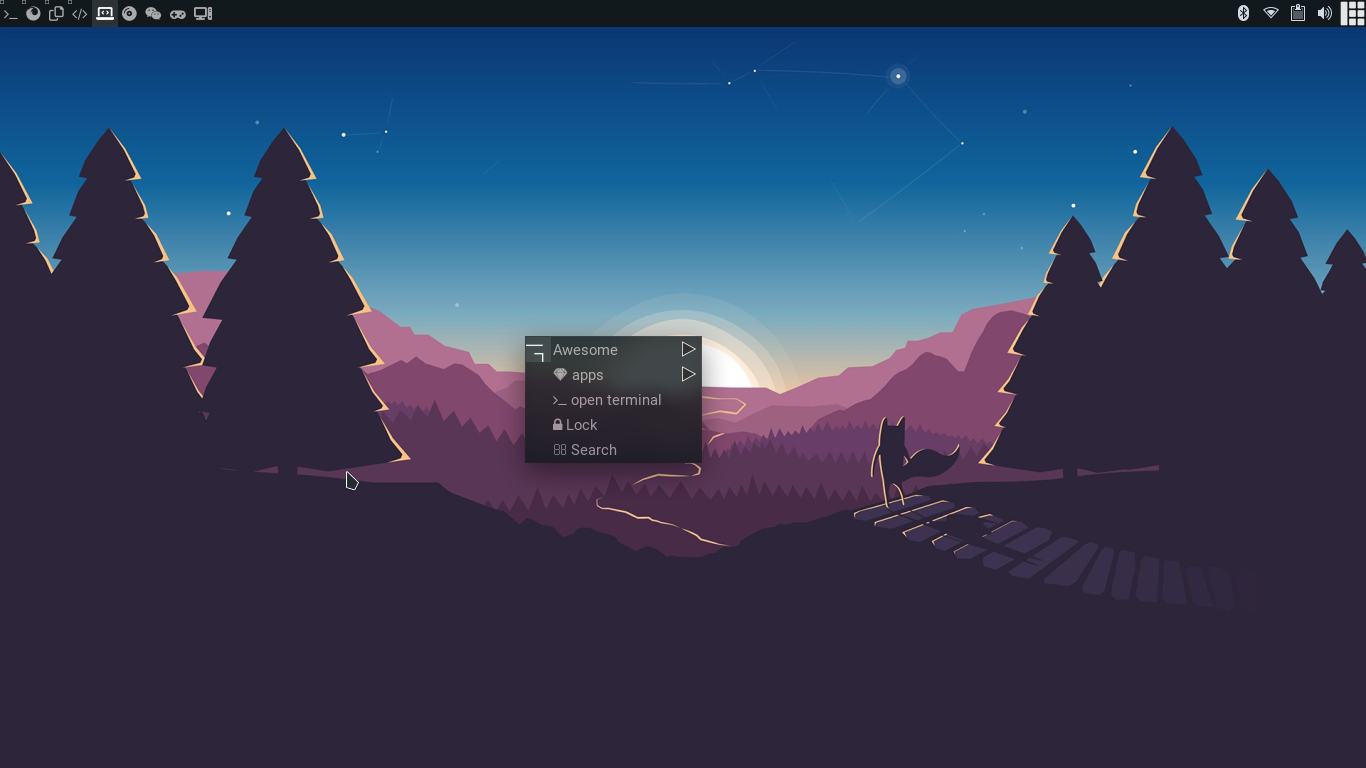 Awesome
apps
open terminal
Lock
Search